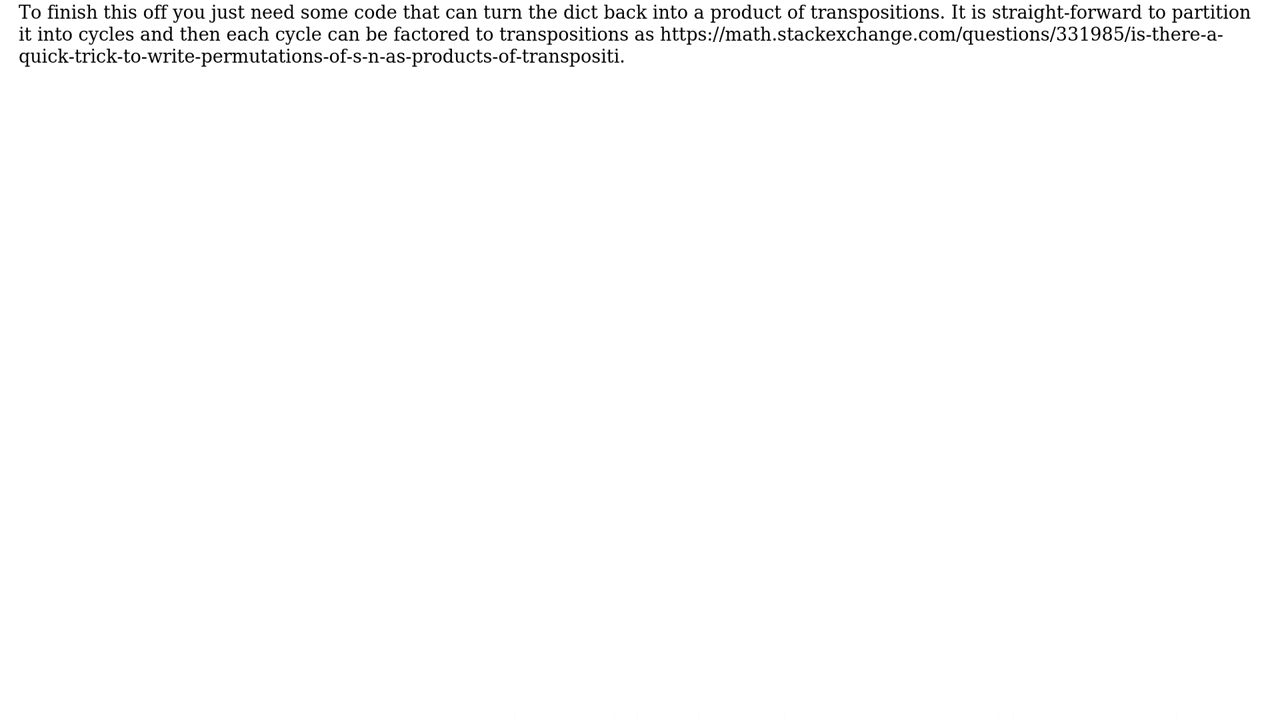 To finish this off you just need some code that can turn the dict back into a product of transpositions. It is straight-forward to partition
it into cycles and then each cycle can be factored to transpositions as https://math.stackexchange.com/questions/331985/is-there-a-
quick-trick-to-write-permutations-of-s-n-as-products-of-transpositi.